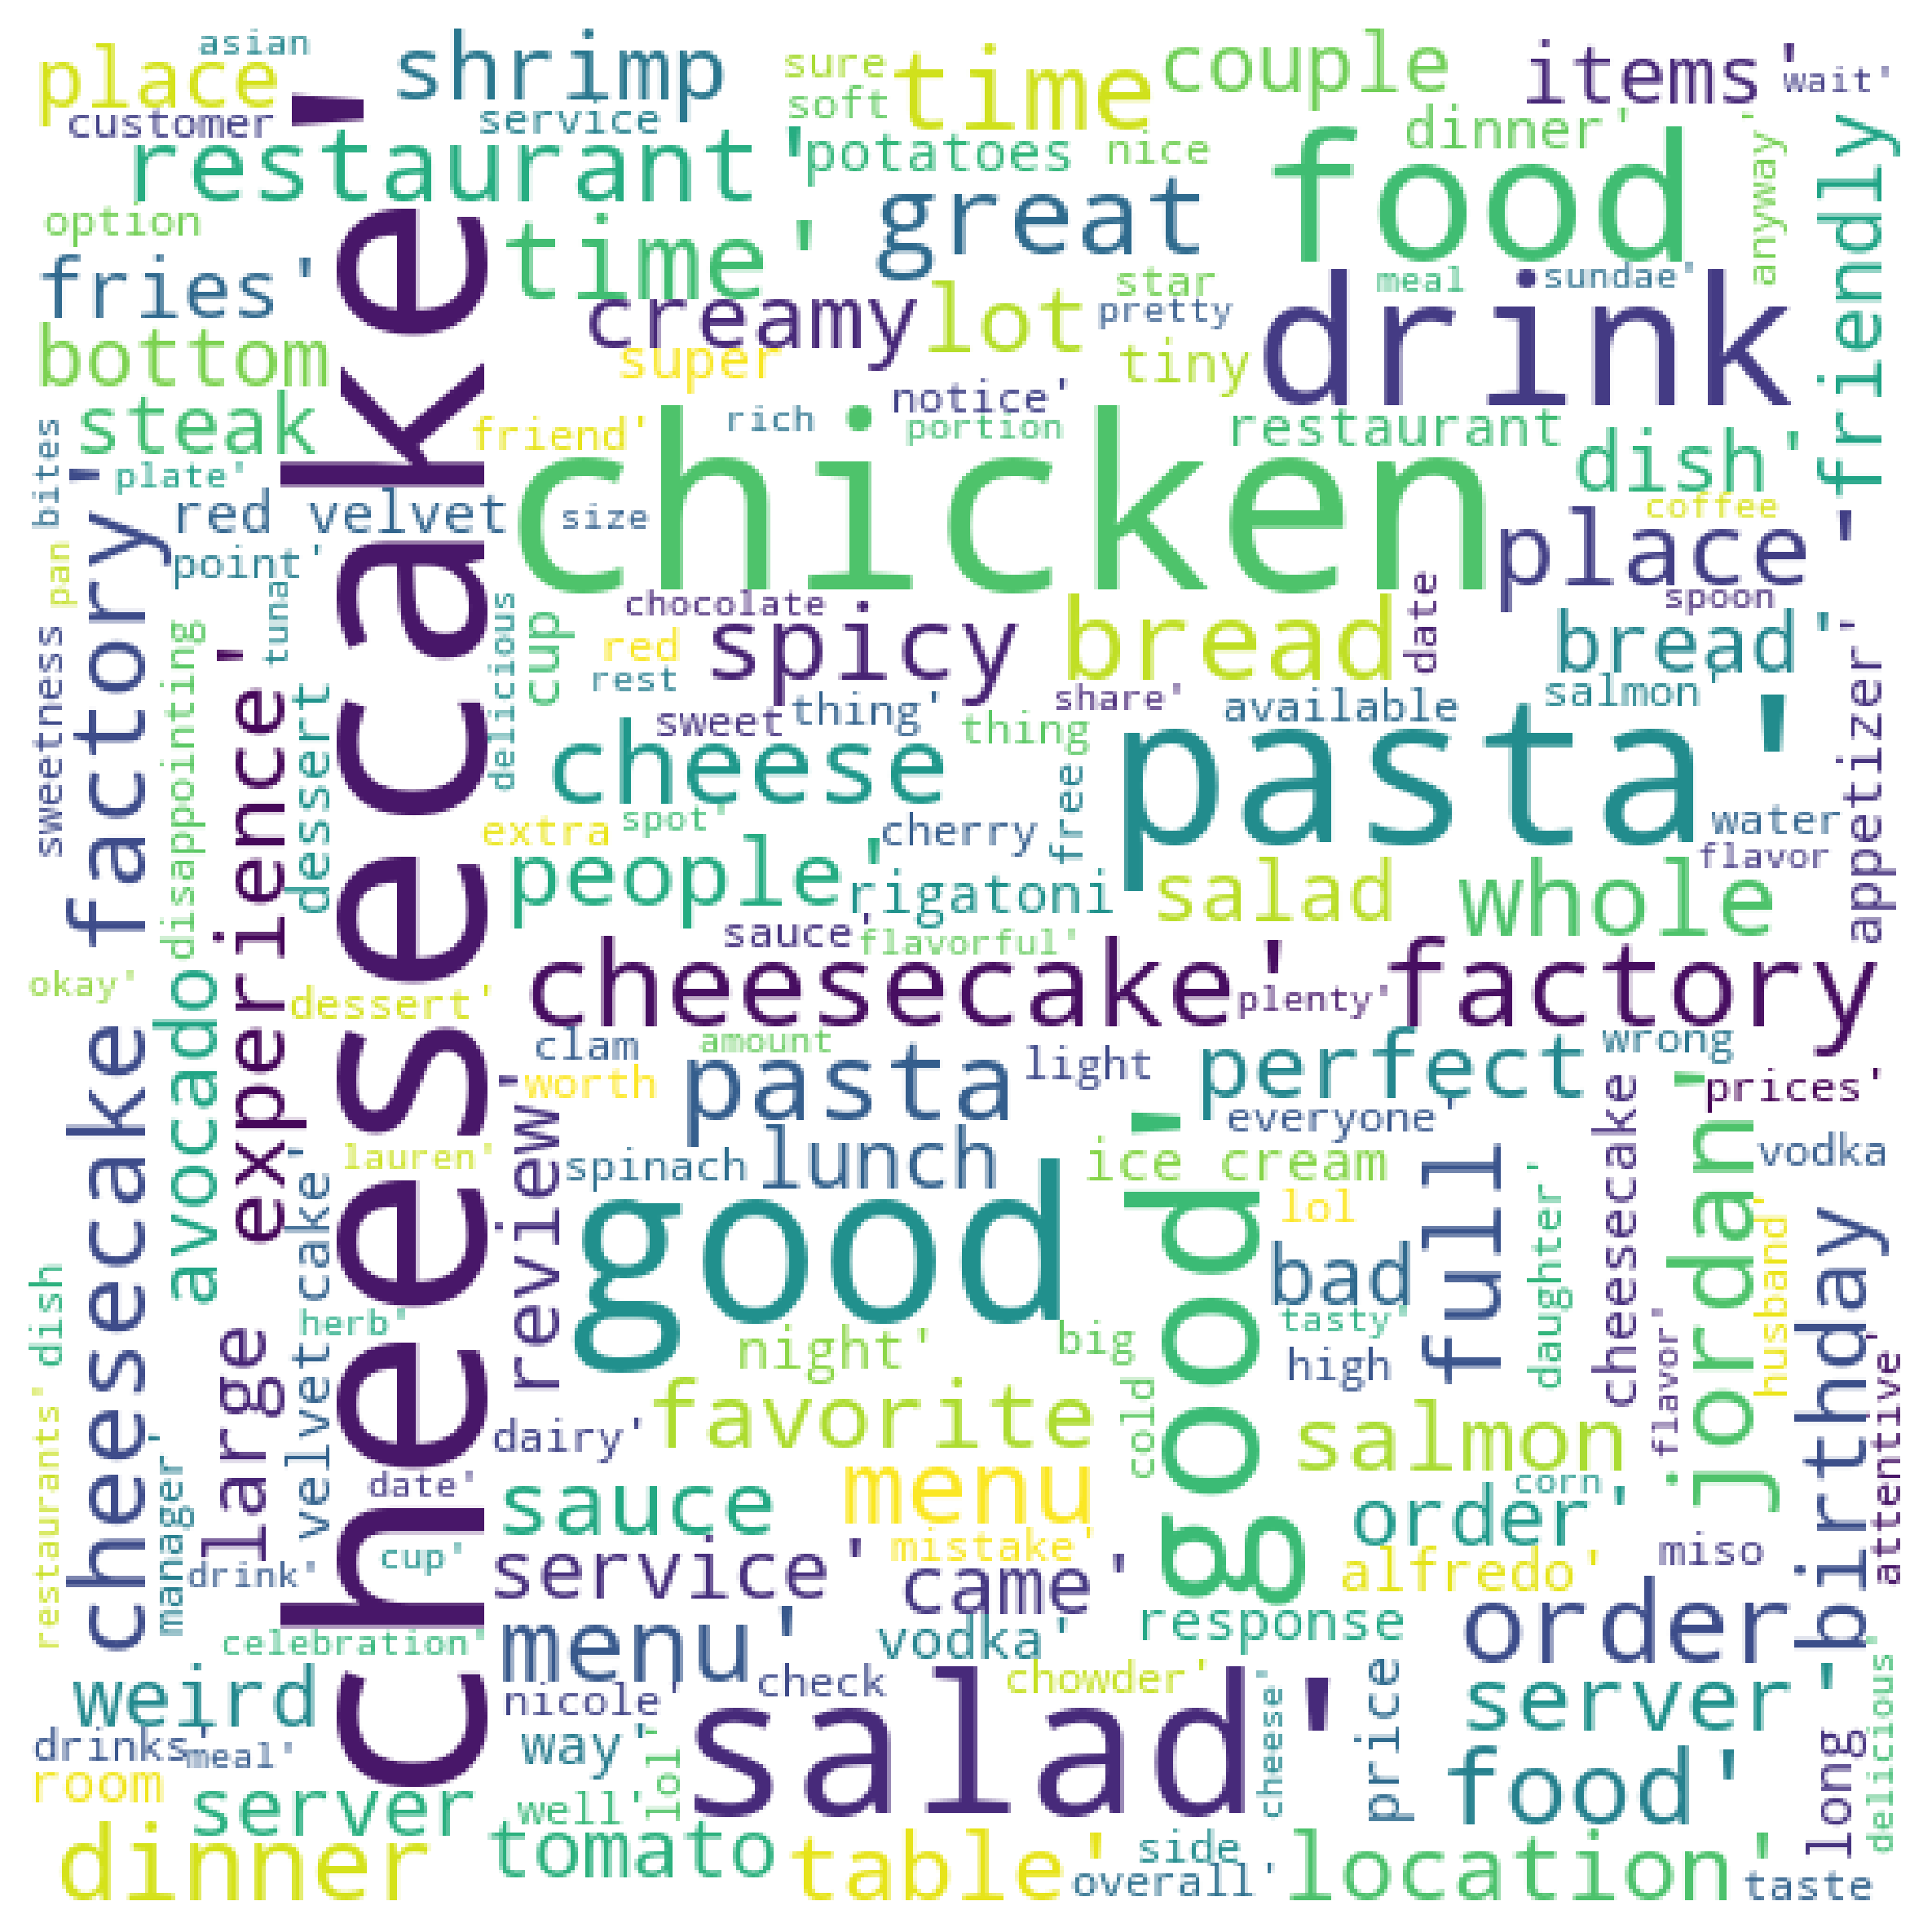 asian
place
customer
shrimp
service
sure
soft
time
couple
items'
wait'
restaurant'
potatoes
nice
dinner'
food
anyway'
friendly
option
time'
great
fries'
creamy
lot
star
pretty
meal
sundae'
drink
bottom
super
tiny
steak
friend'
rich
notice'
portion
restaurant
dish'
bites
plate'
chicken
coffee
factory'
red velvet
size
place'
point'
pan
tuna
chocolate
date
spoon
delicious
cup
red
rest
spicy
bread
bread'
sweetness
disappointing
experience'
dessert
sweet
thing'
thing
share'
available
salmon'
appetizer'
cheesecake'
cheese
free
pasta'
water
flavor
extra
spot'
cherry
people'
rigatoni
salad
whole
sauce
flavorful'
okay'
avocado
dessert'
cheesecake'
plenty'
factory
cheesecake
clam
amount
light
perfect
wrong
worth
pasta
prices'
review'
everyone'
cheesecake
jordan'
lauren'
spinach
lunch
ice cream
full
vodka
cake'
good
good'
lol
bad
daughter'
husband'
birthday
herb'
tasty'
dish
large
velvet
night'
big
high
flavor'
attentive'
restaurants'
dairy'
favorite
cold
salmon
manager'
date'
sauce
menu
corn
order'
drink'
cup'
service'
mistake'
came'
alfredo'
miso
celebration'
menu'
vodka'
response
order
weird
nicole'
check
chowder'
cheese'
price
server'
delicious'
drinks'
meal'
way'
lol'
salad'
food'
long
room
server
well'
dinner
tomato
table'
side
overall'
location'
taste